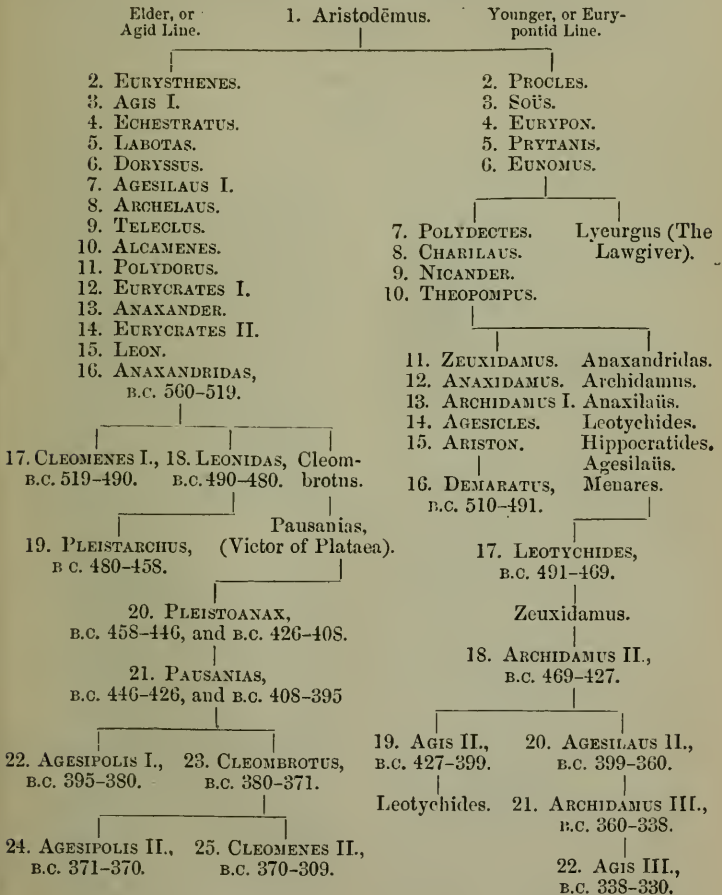 Elder, or Agid Line.
1. Aristodēmus.
Younger, or Eurypontid Line.
2. EURYSTHENES.
3. AGIS I.
4. ECHESTRATUS.
5. LABOTAS.
6. DORYSSUS.
7. AGESILAUS I.
8. ARCHELAUS.
9. TELECLUS.
10. ALCAMENES.
11. POLYDORUS.
12. EURYCRATES I.
13. ANAXANDER.
14. EURYCRATES II.
15. LEON.
16. ANAXANDRIDAS,
B.C. 560–519.
17. CLEOMENES I., 18. LEONIDAS, Cleom-
B.C. 519–490. B.C. 490–480. brotus.
Pausanias,
19. PLEISTARCHUS, (Victor of Plataea).
B C. 480–458.
20. PLEISTOANAX,
B.C. 458–446, and B.C. 426–408.
21. PAUSANIAS,
B.C. 446–426, and B.C. 408–395
22. AGESIPOLIS I., 23. CLEOMBROTUS,
B.C. 395–380. B.C. 380–371.
24. AGESIPOLIS II., 25. CLEOMENES II.,
B.C. 371–370. B.C. 370–309.
2. PROCLES.
3. SOÜS.
4. EURYPON.
5. PRYTANIS.
6. EUNOMUS.
7. POLYDECTES. Lycurgus (The
8. CHARILAUS. Lawgiver).
9. NICANDER.
10. THEOPOMPUS.
11. ZEUXIDAMUS. Anaxandridas.
12. ANAXIDAMUS. Archidamus.
13. ARCHIDAMUS I. Anaxilaüs.
14. AGESICLES. Leotychides.
15. ARISTON. Hippocratides.
Agesilaüs.
16. DEMARATUS, Menares.
B.C. 510–491.
17. LEOTYCHIDES,
B.C. 491–469.
Zeuxidamus.
18. ARCHIDAMUS II.,
B.C. 469–427.
19. AGIS II., 20. AGESILAUS II.,
B.C. 427–399. B.C. 399–360.
Leotychides. 21. ARCHIDAMUS III.,
B.C. 360–338.
22. AGIS III.,
B.C. 338–330.